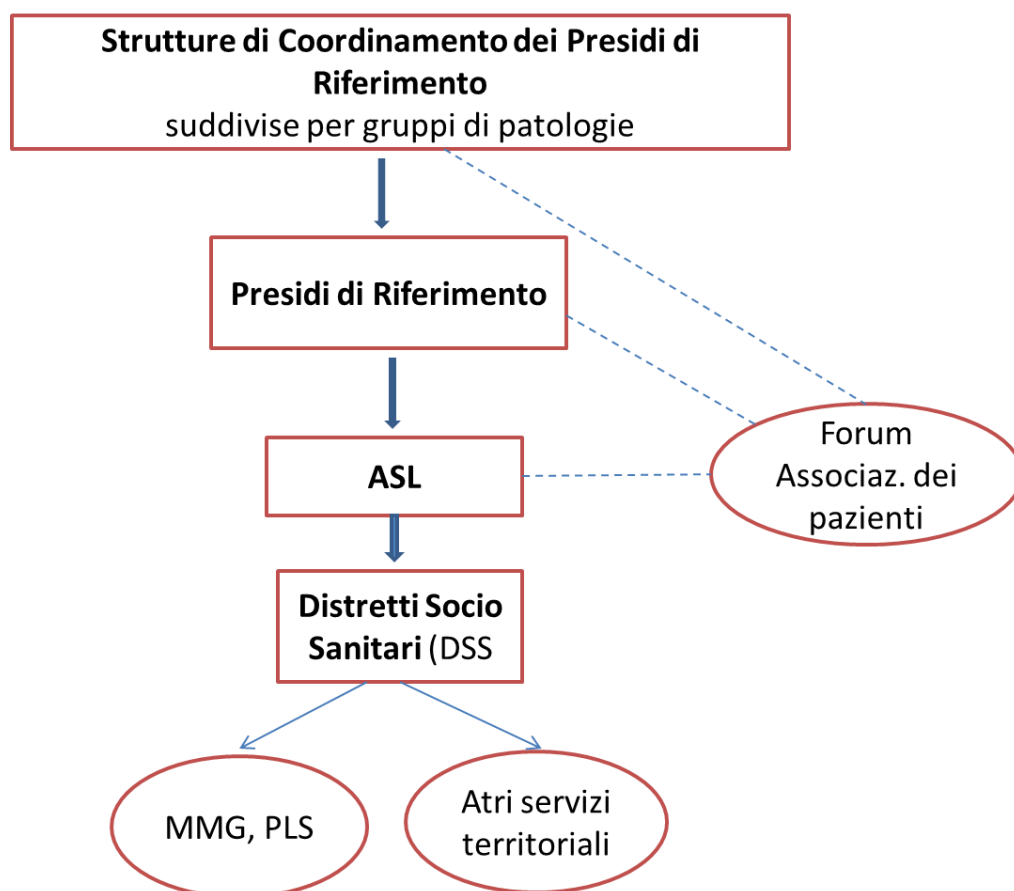 Strutture di Coordinamento dei Presidi di
Riferimento
suddivise per gruppi di patologie
Presidi di Riferimento
ASL
Forum
Associaz. dei
pazienti
Distretti Socio
Sanitari (DSS
MMG, PLS
Atri servizi
territoriali